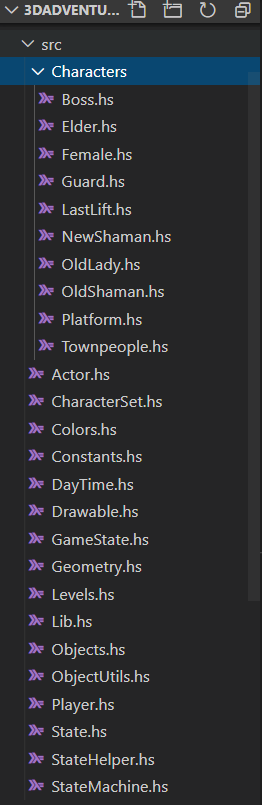 3DADVENTU...
src
Characters
Boss.hs
Elder.hs
Female.hs
Guard.hs
LastLift.hs
NewShaman.hs
OldLady.hs
OldShaman.hs
Platform.hs
Townpeople.hs
Actor.hs
CharacterSet.hs
Colors.hs
Constants.hs
DayTime.hs
Drawable.hs
GameState.hs
Geometry.hs
Levels.hs
Lib.hs
Objects.hs
ObjectUtils.hs
Player.hs
State.hs
StateHelper.hs
StateMachine.hs